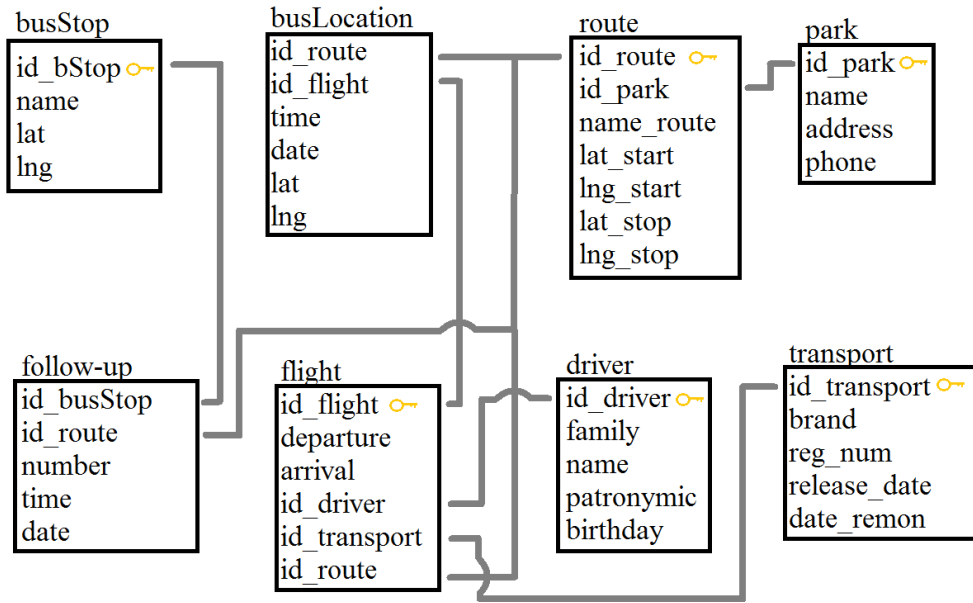 busStop
id_bStop
name
lat
lng
busLocation
id_route
id_flight
time
date
lat
lng
route
id_route
id_park
name_route
lat_start
lng_start
lat_stop
lng_stop
park
id_park
name
address
phone
follow-up
id_busStop
id_route
number
time
date
flight
id_flight
departure
arrival
id_driver
id_transport
id_route
driver
id_driver
family
name
patronymic
birthday
transport
id_transport
brand
reg_num
release_date
date_remon